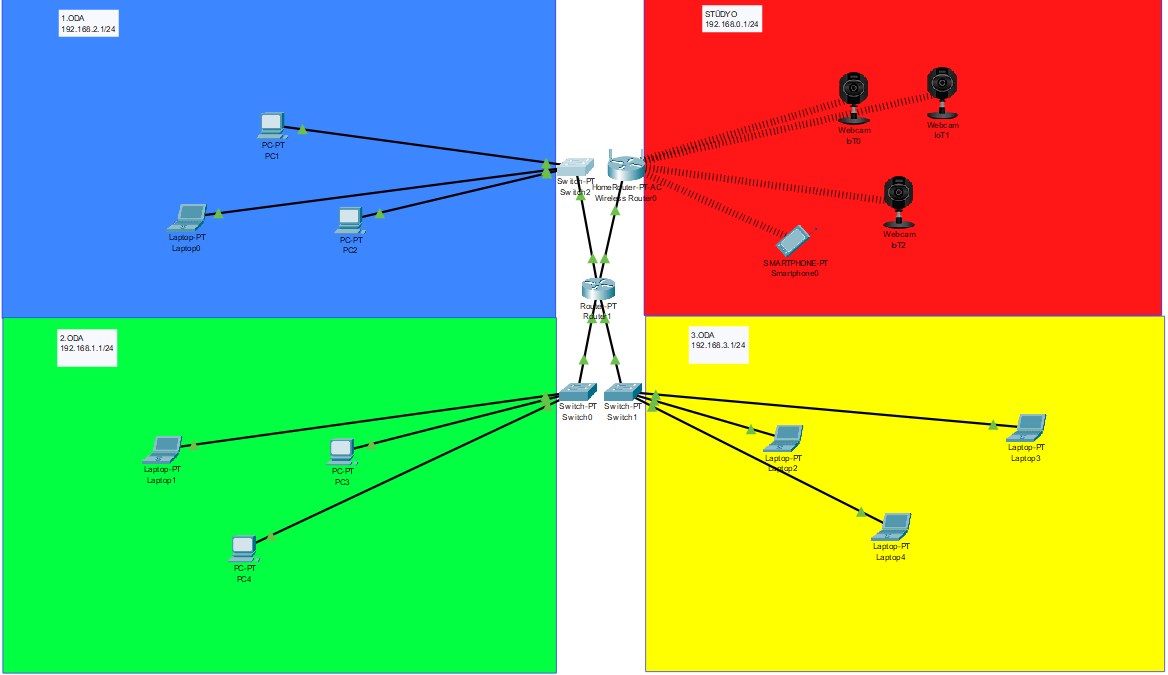 1.ODA
192.168.2.1/24
STÜDYO
192.168.0.1/24
PC-PT
PC1
Laptop-PT
Laptop0
PC-PT
PC2
Switch-PT
Switch2
HomeRouter-PT-AC
Wireless Router0
Webcam
IoT0
Webcam
IoT1
Webcam
IoT2
SMARTPHONE-PT
Smartphone0
Router-PT
Router1
2.ODA
192.168.1.1/24
3.ODA
192.168.3.1/24
Switch-PT
Switch0
Switch-PT
Switch1
Laptop-PT
Laptop1
PC-PT
PC3
PC-PT
PC4
Laptop-PT
Laptop2
Laptop-PT
Laptop3
Laptop-PT
Laptop4